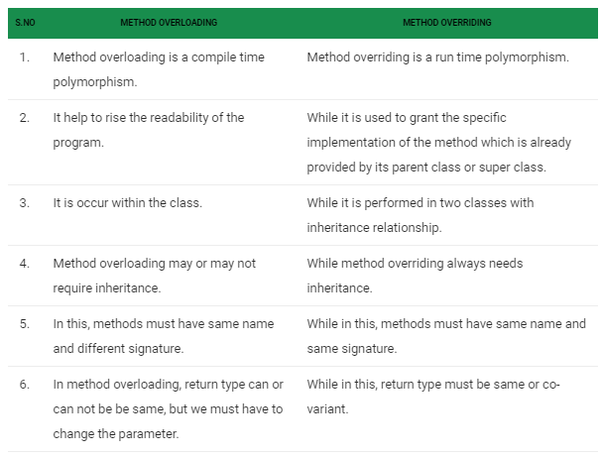 S.NO METHOD OVERLOADING METHOD OVERRIDING
1. Method overloading is a compile time Method overriding is a run time polymorphism.
polymorphism.
2. It help to rise the readability of the While it is used to grant the specific
program. implementation of the method which is already
provided by its parent class or super class.
3. It is occur within the class. While it is performed in two classes with
inheritance relationship.
4. Method overloading may or may not While method overriding always needs
require inheritance. inheritance.
5. In this, methods must have same name While in this, methods must have same name and
and different signature. same signature.
6. In method overloading, return type can or While in this, return type must be same or co-
can not be be same, but we must have to variant.
change the parameter.